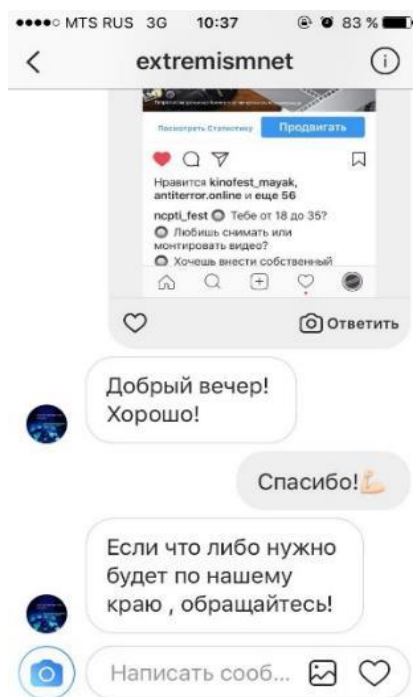 MTS RUS 3G 10:37 83 %
extremismnet
Посмотреть Статистику Продвигать
Нравится kinofest_mayak,
antiterror.online и еще 56
ncpti_fest Тебе от 18 до 35?
Любишь снимать или
монтировать видео?
Хочешь внести собственный
Ответить
Добрый вечер!
Хорошо!
Спасибо!
Если что либо нужно
будет по нашему
краю , обращайтесь!
Написать сооб...